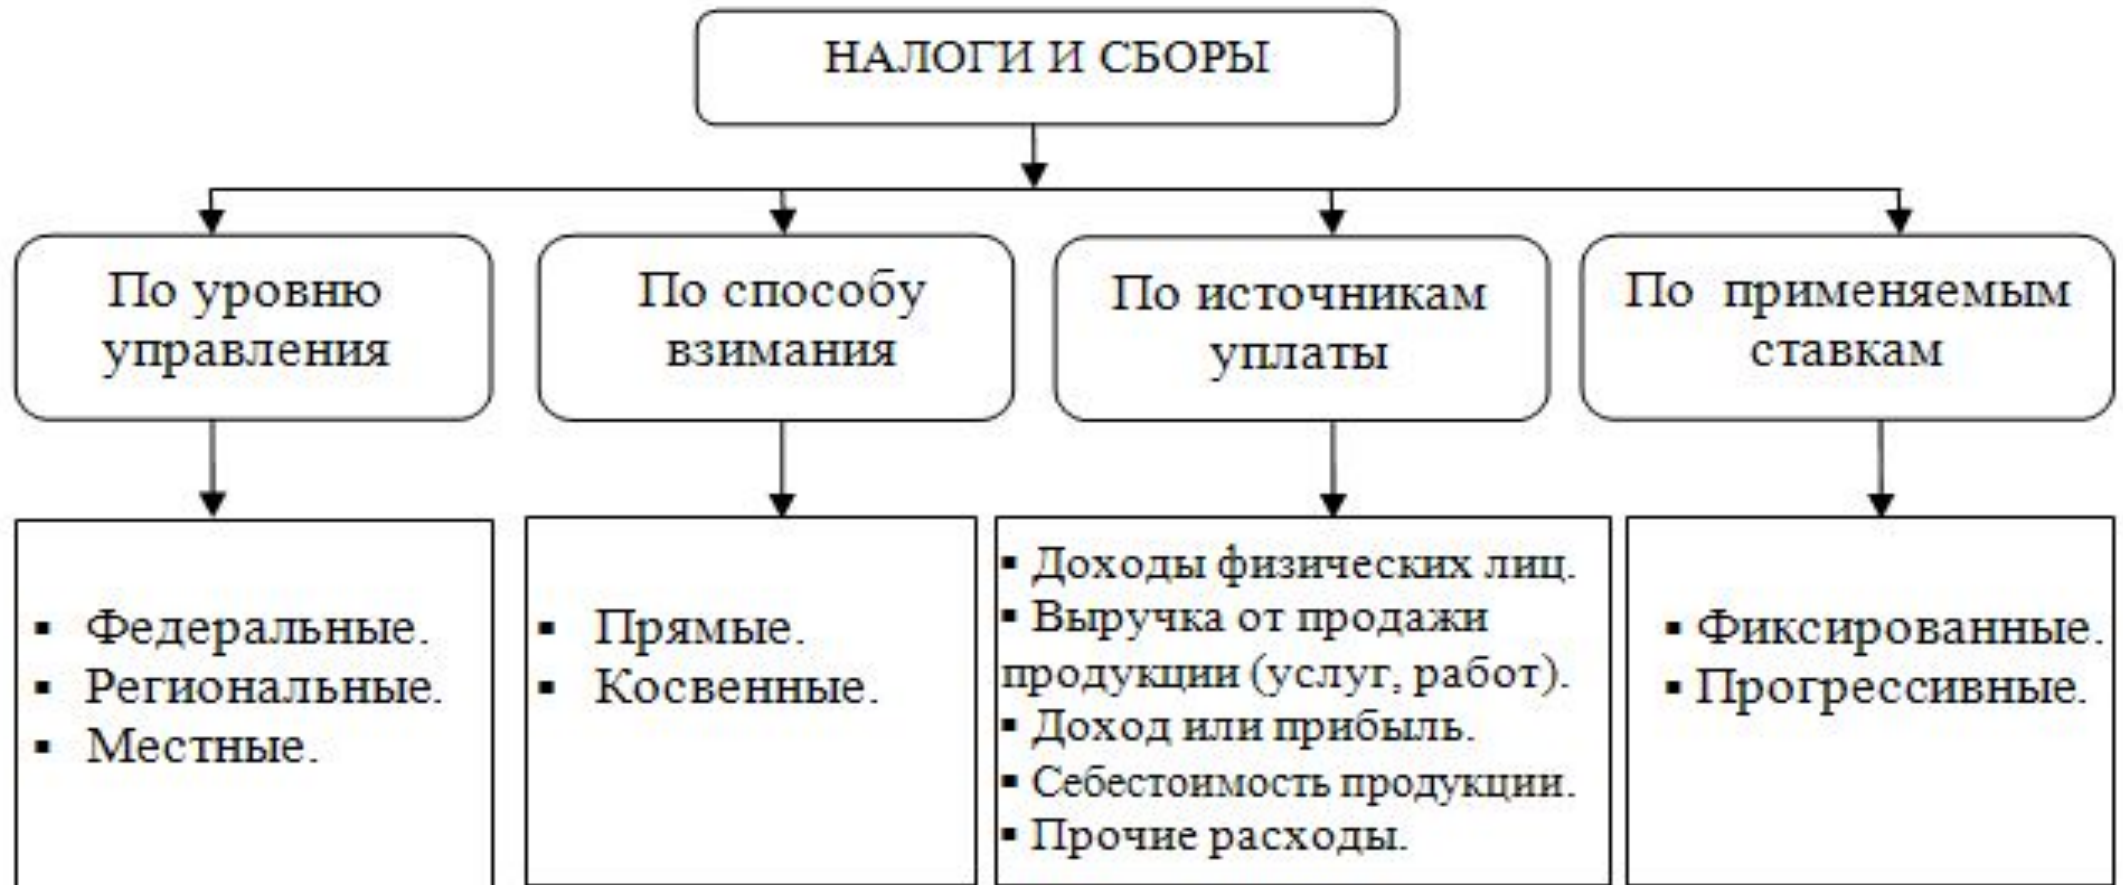 НАЛОГИ И СБОРЫ
По уровню
управления
По способу
взимания
По источникам
уплаты
По применяемым
ставкам
▪ Федеральные.
▪ Региональные.
▪ Местные.
▪ Прямые.
▪ Косвенные.
▪ Доходы физических лиц.
▪ Выручка от продажи
продукции (услуг, работ).
▪ Доход или прибыль.
▪ Себестоимость продукции.
▪ Прочие расходы.
▪ Фиксированные.
▪ Прогрессивные.